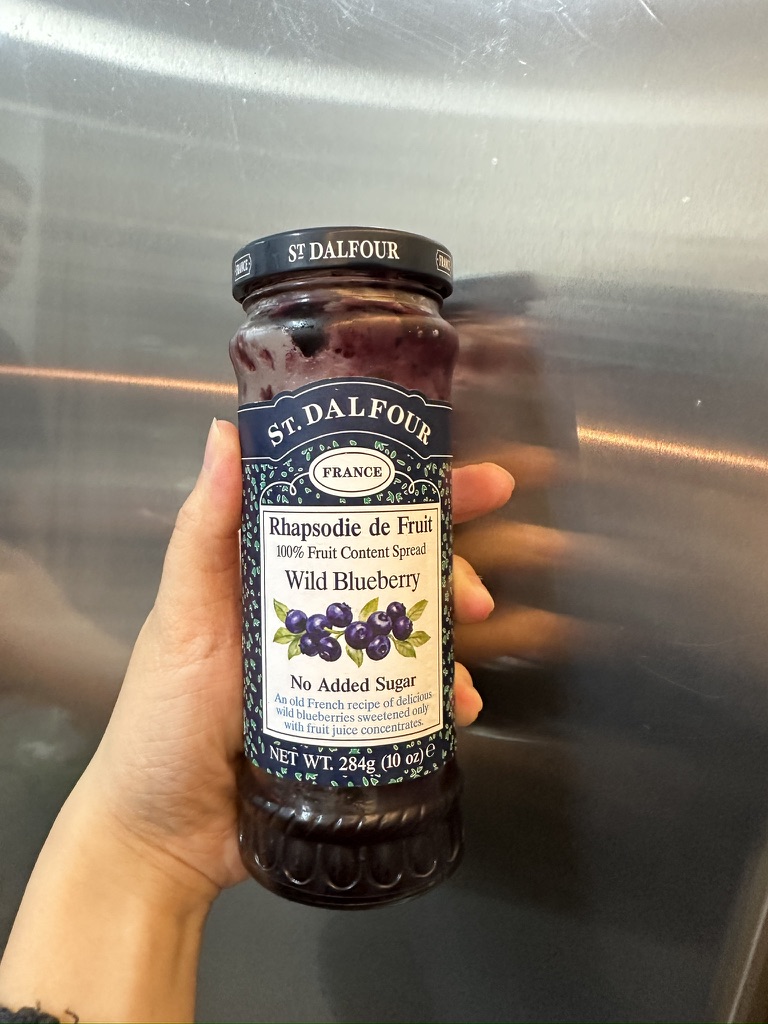 ST DALFOUR
FRANCE
FRANCE
ST. DALFOUR
FRANCE
Rhapsodie de Fruit
100% Fruit Content Spread
Wild Blueberry
No Added Sugar
An old French recipe of delicious
wild blueberries sweetened only
with fruit juice concentrates.
NET WT. 284g (10 oz) ℮